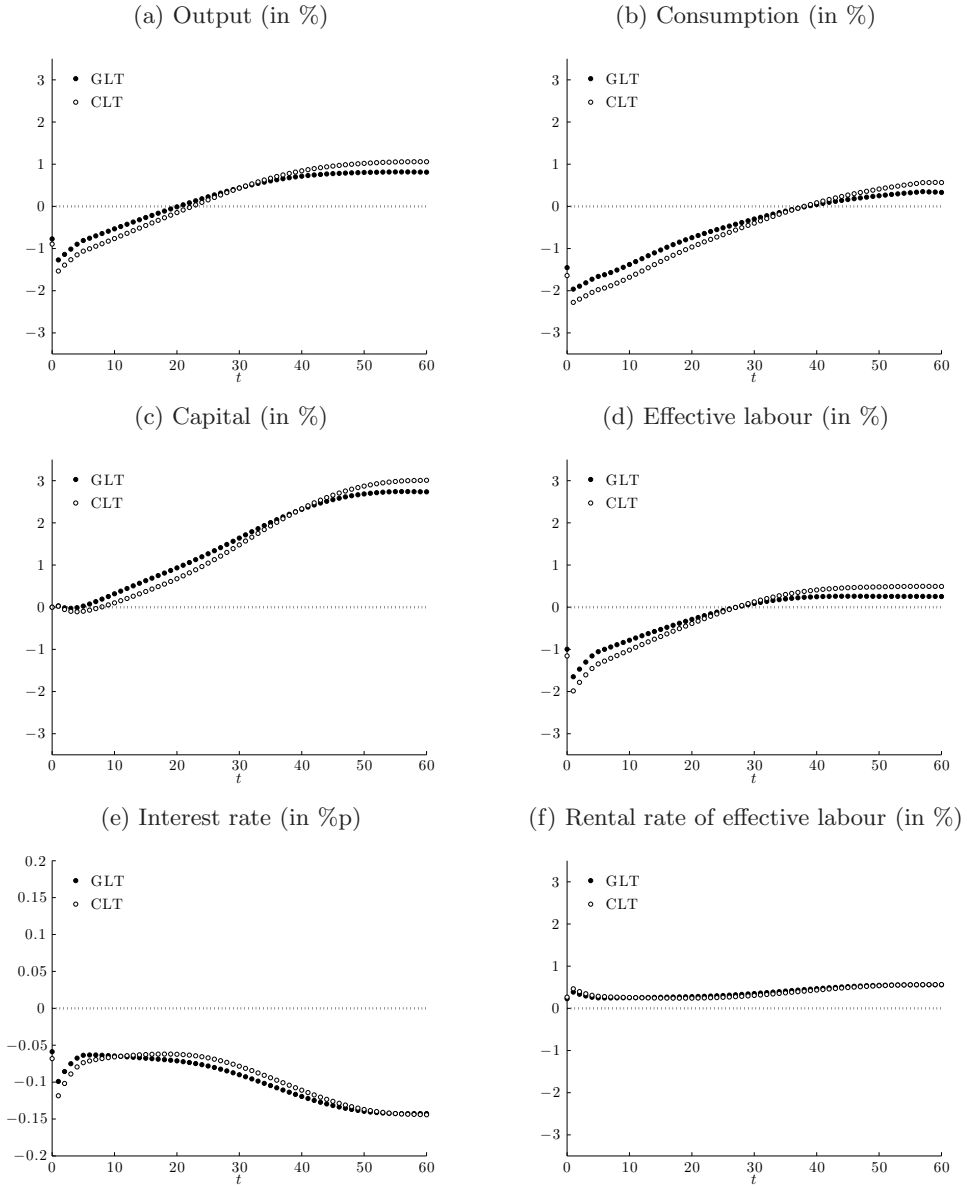 (a) Output (in %)
3
2
1
0
−1
−2
−3
GLT
CLT
0 10 20 30 40 50 60
t
(b) Consumption (in %)
3
2
1
0
−1
−2
−3
GLT
CLT
0 10 20 30 40 50 60
t
(c) Capital (in %)
3
2
1
0
−1
−2
−3
GLT
CLT
0 10 20 30 40 50 60
t
(d) Effective labour (in %)
3
2
1
0
−1
−2
−3
GLT
CLT
0 10 20 30 40 50 60
t
(e) Interest rate (in %p)
0.2
0.15
0.1
0.05
0
−0.05
−0.1
−0.15
−0.2
GLT
CLT
0 10 20 30 40 50 60
t
(f) Rental rate of effective labour (in %)
3
2
1
0
−1
−2
−3
GLT
CLT
0 10 20 30 40 50 60
t